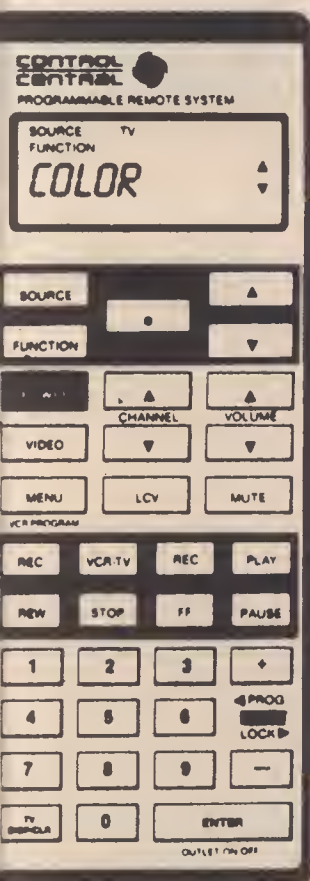 CONTROL
CENTRAL
PROGRAMMABLE REMOTE SYSTEM
SOURCE TV
FUNCTION
COLOR
SOURCE
FUNCTION
CHANNEL
VOLUME
VIDEO
MENU
LCV
MUTE
VCR PROGRAM
REC VCR-TV REC PLAY
REW STOP FF PAUSE
1 2 3 +
4 5 6 ◀PROG
LOCK▶
7 8 9 —
TV 0 ENTER
OUTLET ON OFF